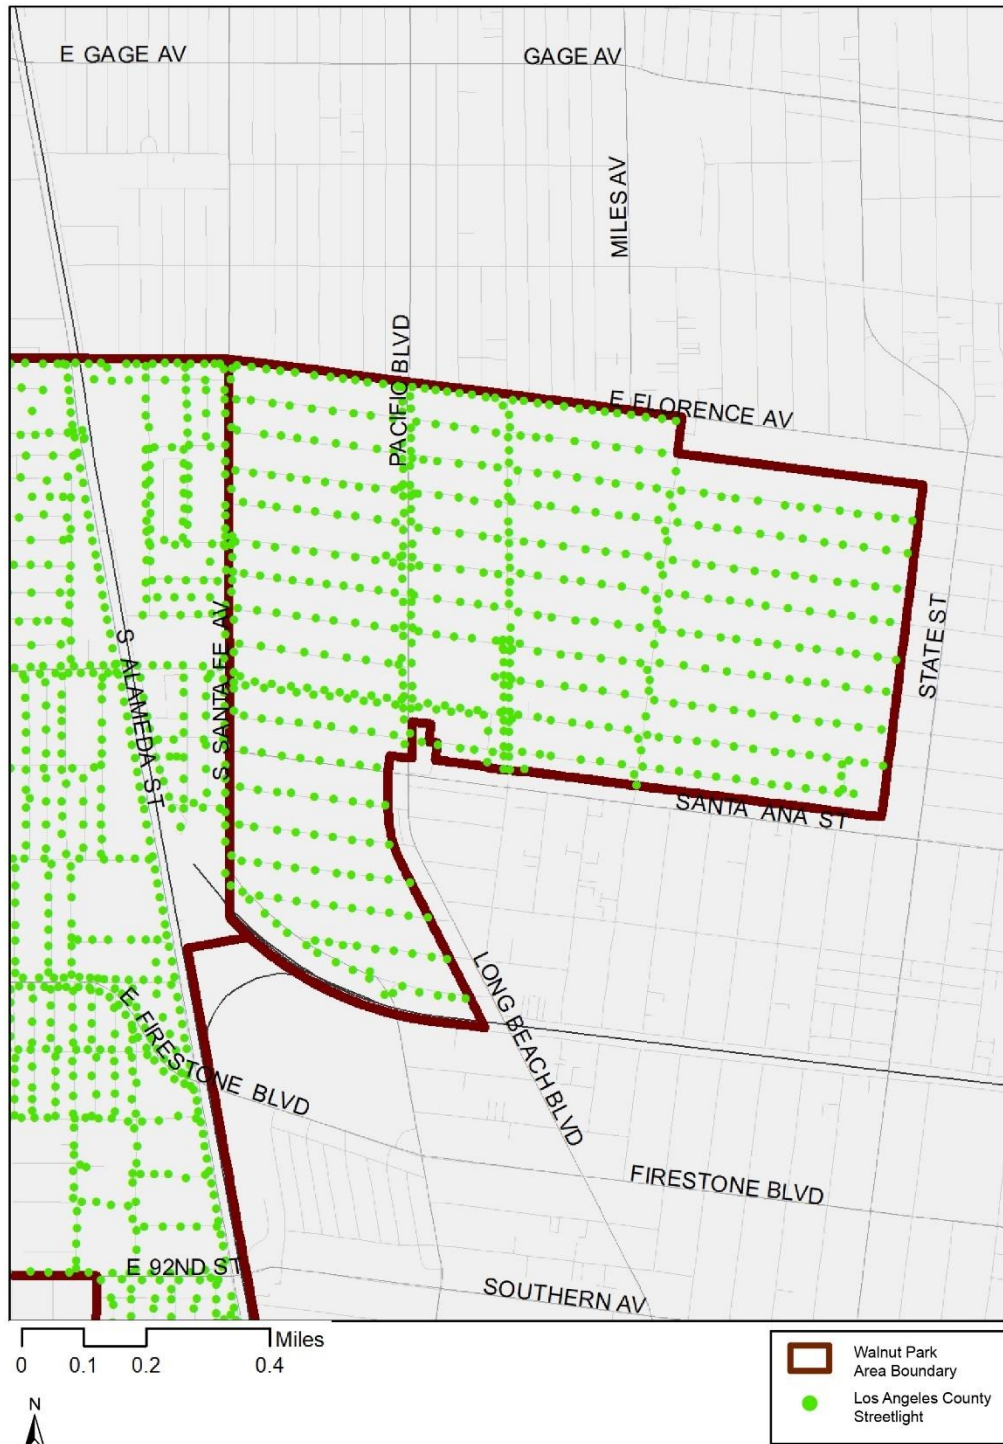 E GAGE AV
GAGE AV
MILES AV
PACIFIC BLVD
E FLORENCE AV
S SANTA FE AV
STATE ST
S ALAMEDA ST
SANTA ANA ST
LONG BEACH BLVD
E FIRESTONE BLVD
FIRESTONE BLVD
E 92ND ST
SOUTHERN AV
Miles
0 0.1 0.2 0.4
N
Walnut Park
Area Boundary
Los Angeles County
Streetlight